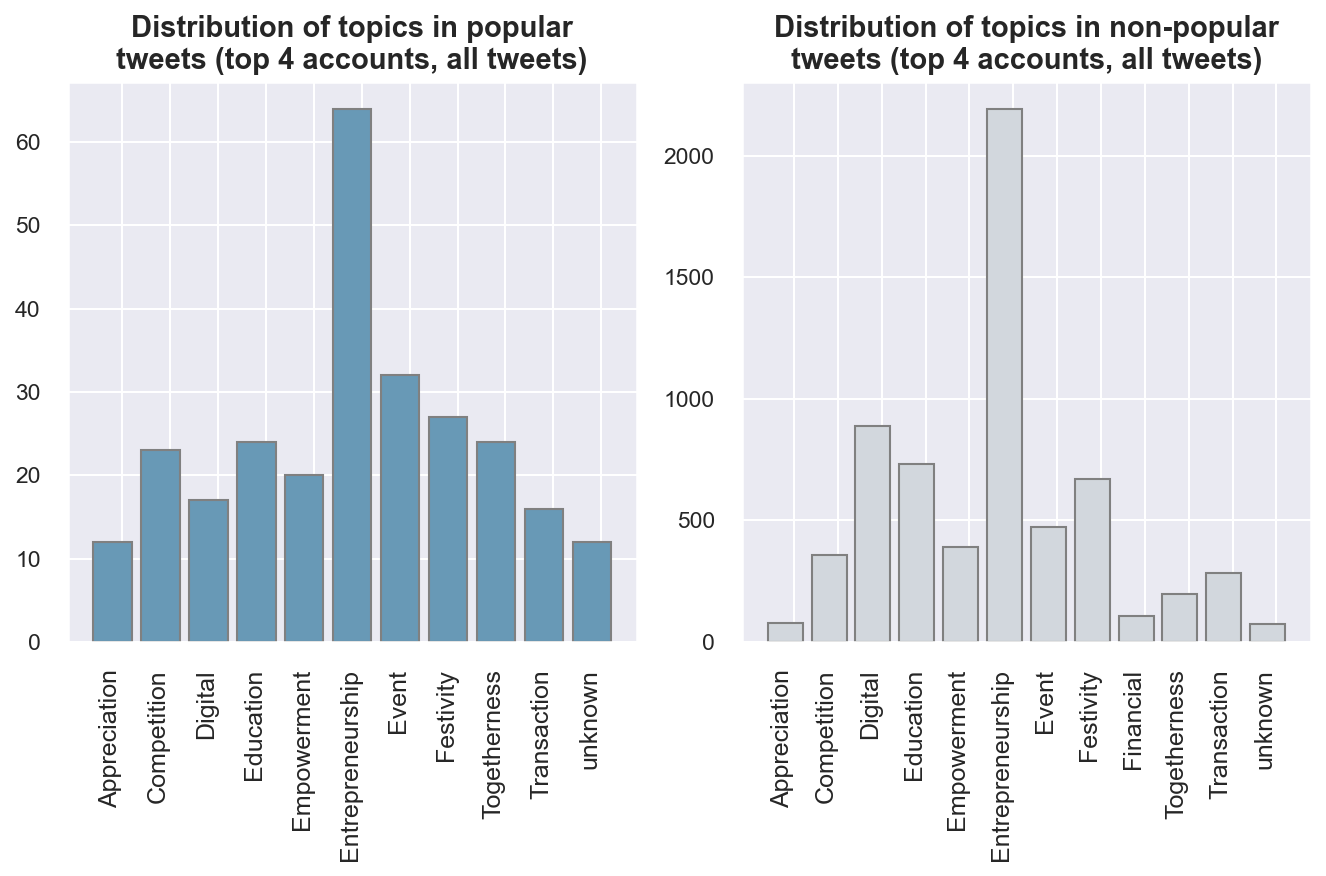 Distribution of topics in popular
tweets (top 4 accounts, all tweets)
60
50
40
30
20
10
0
Appreciation
Competition
Digital
Education
Empowerment
Entrepreneurship
Event
Festivity
Togetherness
Transaction
unknown
Distribution of topics in non-popular
tweets (top 4 accounts, all tweets)
2000
1500
1000
500
0
Appreciation
Competition
Digital
Education
Empowerment
Entrepreneurship
Event
Festivity
Financial
Togetherness
Transaction
unknown